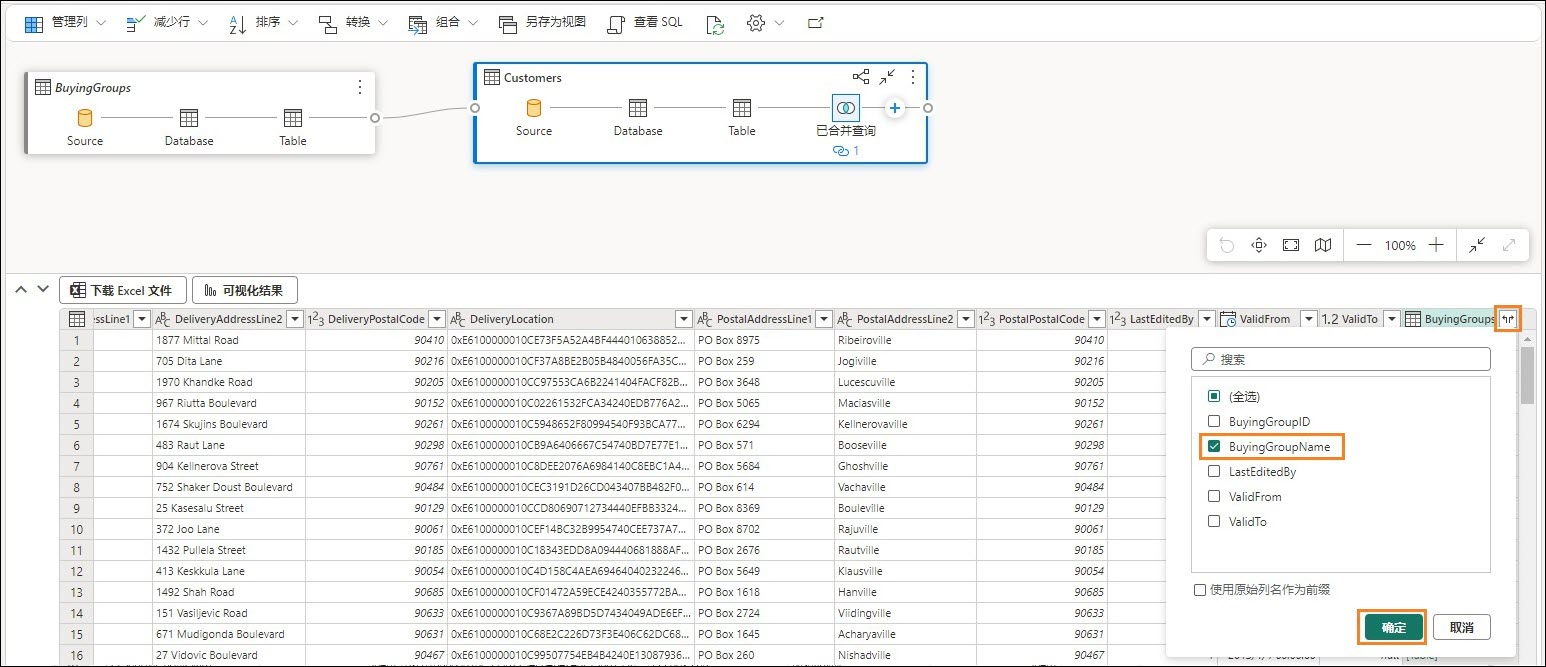 管理列 减少行 排序 转换 组合 另存为视图 查看 SQL
BuyingGroups
Source Database Table
Customers
Source Database Table 已合并查询
1
100%
下载 Excel 文件 可视化结果
ssLine1 ABC DeliveryAddressLine2 123 DeliveryPostalCode ABC DeliveryLocation ABC PostalAddressLine1 ABC PostalAddressLine2 123 PostalPostalCode 123 LastEditedBy ValidFrom 1.2 ValidTo BuyingGroups
1 1877 Mittal Road 90410 0xE6100000010CE73F5A52A4BF444010638852... PO Box 8975 Ribeiroville 90410
2 705 Dita Lane 90216 0xE6100000010CF37A8BE2B05B4840056FA35C... PO Box 259 Jogiville 90216
3 1970 Khandke Road 90205 0xE6100000010CC97553CA6B2241404FACF82B... PO Box 3648 Lucescuville 90205
4 967 Riutta Boulevard 90152 0xE6100000010C02261532FCA34240EDB776A2... PO Box 5065 Maciasville 90152
5 1674 Skujins Boulevard 90261 0xE6100000010C5948652F80994540F93BCA77... PO Box 6294 Kellnerovaville 90261
6 483 Raut Lane 90298 0xE6100000010CB9A6406667C54740BD7E77E1... PO Box 571 Booseville 90298
7 904 Kellnerova Street 90761 0xE6100000010C8DEE2076A6984140C8EBC1A4... PO Box 5684 Ghoshville 90761
8 752 Shaker Doust Boulevard 90484 0xE6100000010CEC3191D26CD043407BB482F0... PO Box 614 Vachaville 90484
9 25 Kasesalu Street 90129 0xE6100000010CCD80690712734440EFBB3324... PO Box 8369 Bouleville 90129
10 372 Joo Lane 90061 0xE6100000010CEF14BC32B9954740CEE737A7... PO Box 8702 Rajuville 90061
11 1432 Pullela Street 90185 0xE6100000010C18343EDD8A094440681888AF... PO Box 2676 Rautville 90185
12 413 Keskkula Lane 90054 0xE6100000010C4D158C4AEA69464040232246... PO Box 5649 Klausville 90054
13 1492 Shah Road 90685 0xE6100000010CF01472A59ECE4240355772BA... PO Box 1618 Hanville 90685
14 151 Vasiljevic Road 90633 0xE6100000010C9367A89BD5D7434049ADE6EF... PO Box 2724 Viidingville 90633
15 671 Mudigonda Boulevard 90631 0xE6100000010C68E2C226D73F3E406C62DC68... PO Box 1645 Acharyaville 90631
16 27 Vidovic Boulevard 90467 0xE6100000010C99507754EB4B4240E13087936... PO Box 260 Nishadville 90467
搜索
(全选)
BuyingGroupID
BuyingGroupName
LastEditedBy
ValidFrom
ValidTo
使用原始列名作为前缀
确定 取消